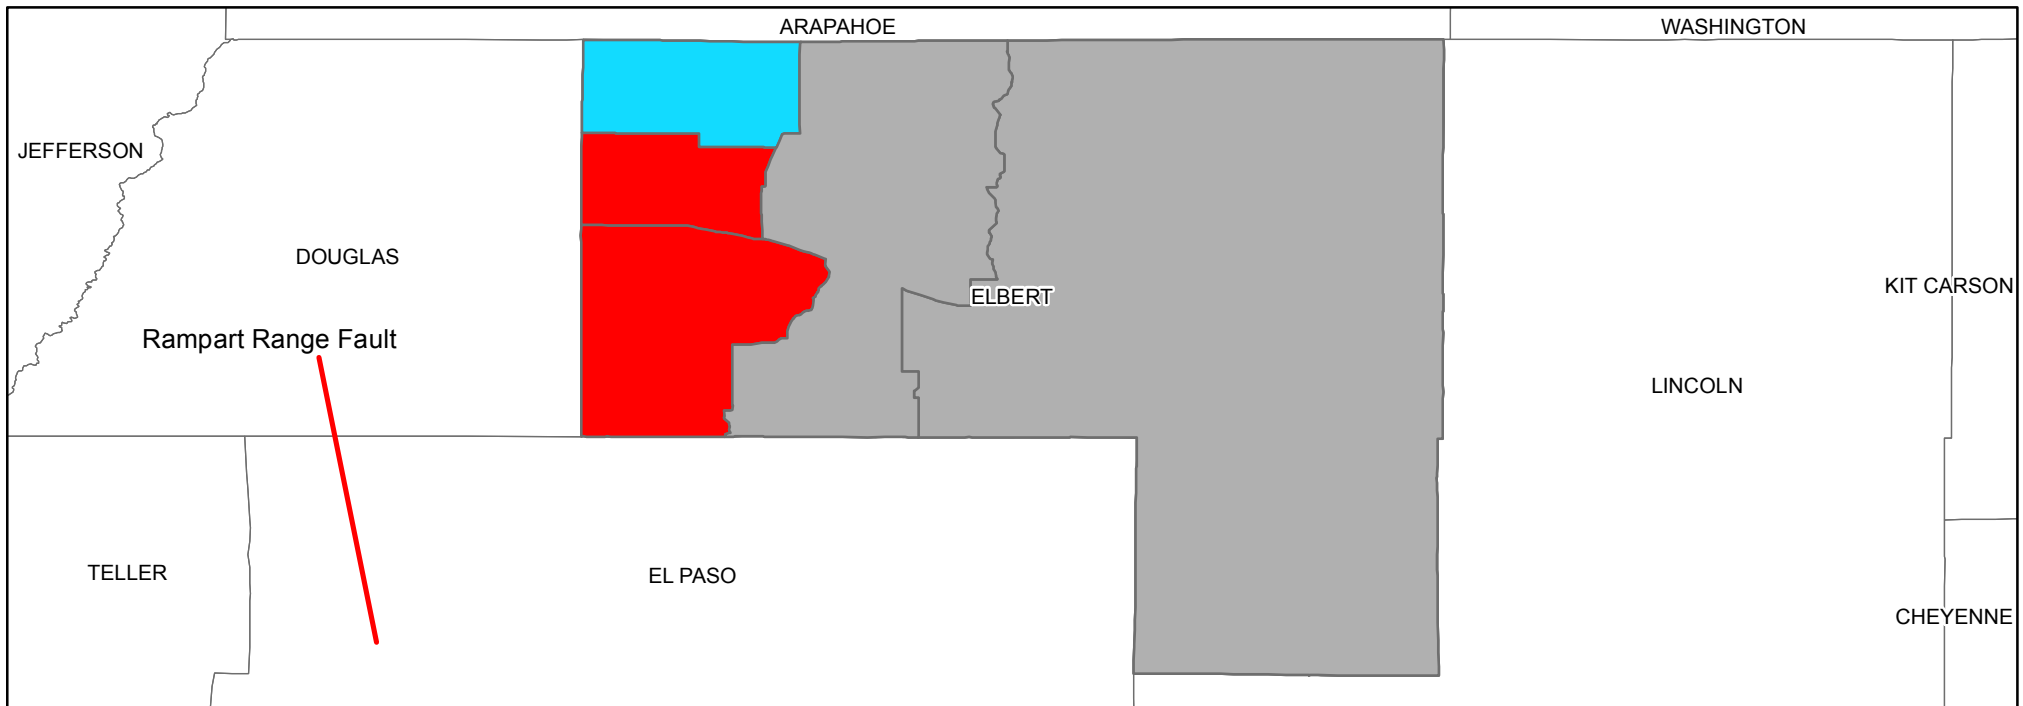 ARAPAHOE
WASHINGTON
JEFFERSON
DOUGLAS
KIT CARSON
ELBERT
Rampart Range Fault
LINCOLN
TELLER
EL PASO
CHEYENNE